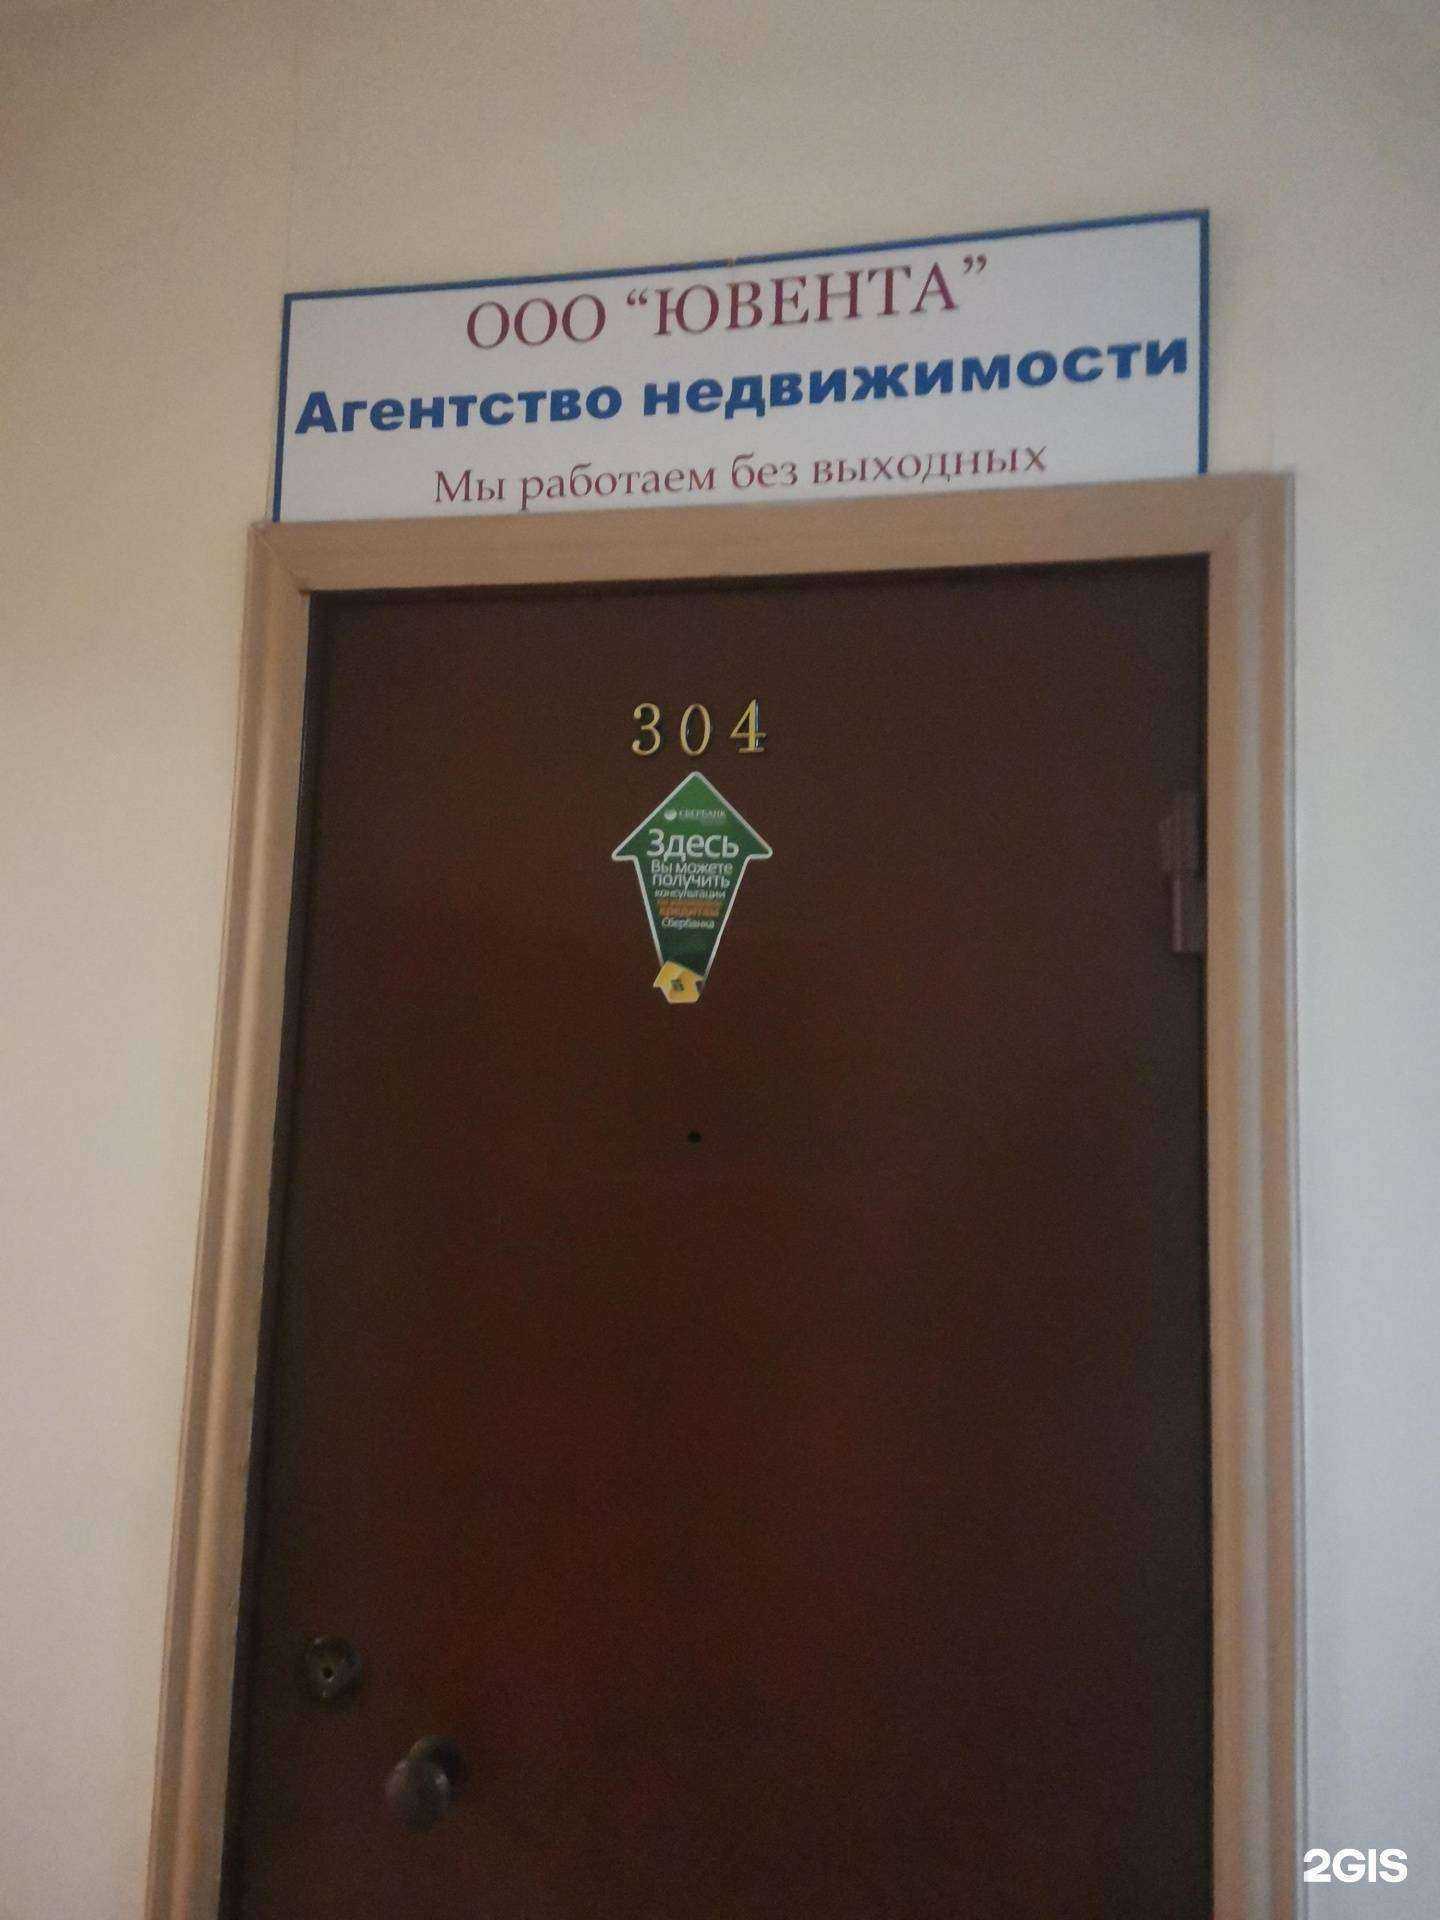 ООО “ЮВЕНТА”
Агентство недвижимости
Мы работаем без выходных
304
СБЕРБАНК
Здесь
Вы можете
получить
консультации
кредитам
Сбербанка
2GIS